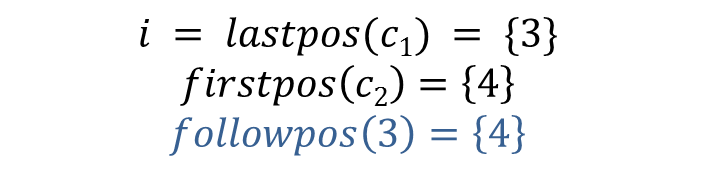 i = lastpos(c₁) = {3}
firstpos(c₂) = {4}
followpos(3) = {4}